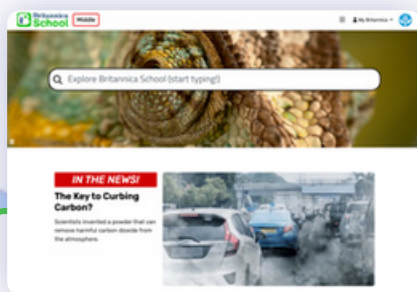 Britannica
School
Middle
My Britannica
Explore Britannica School (start typing!)
IN THE NEWS!
The Key to Curbing
Carbon?
Scientists invented a powder that can
remove harmful carbon dioxide from
the atmosphere.